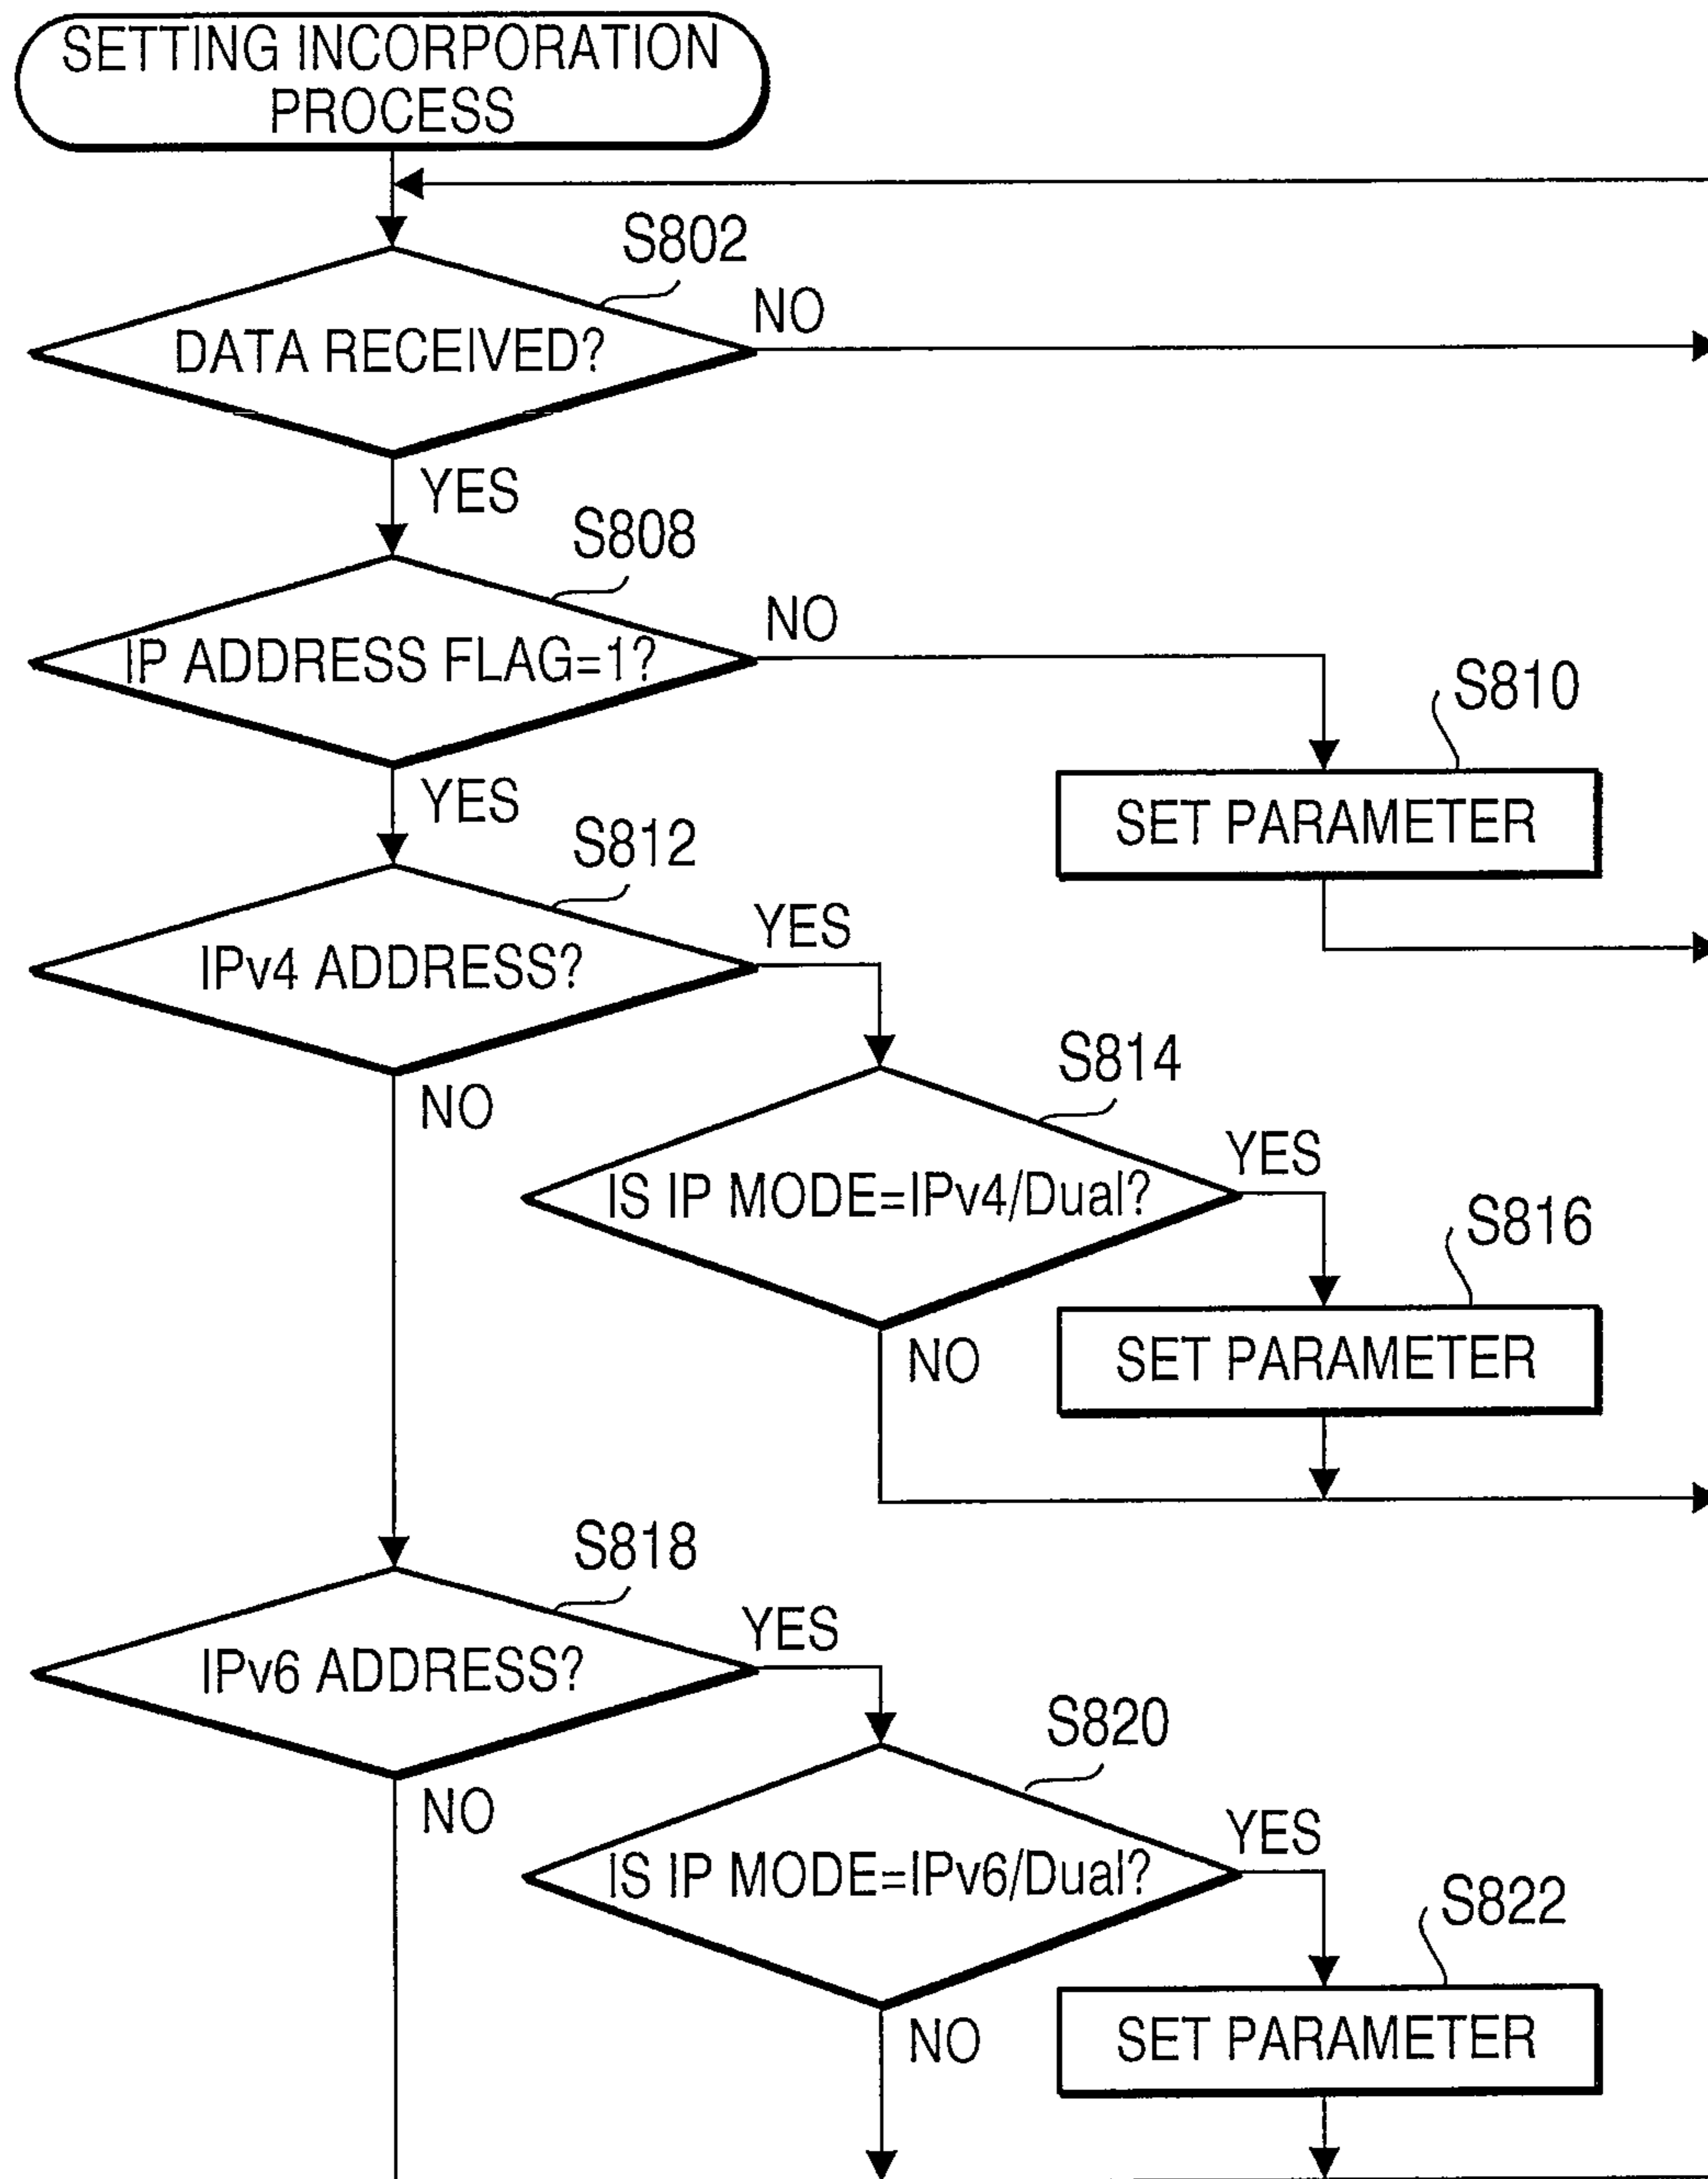 SETTING INCORPORATION
PROCESS
S802
DATA RECEIVED?
NO
YES
S808
IP ADDRESS FLAG=1?
NO
S810
SET PARAMETER
YES
S812
IPv4 ADDRESS?
YES
NO
S814
IS IP MODE=IPv4/Dual?
YES
S816
SET PARAMETER
NO
S818
IPv6 ADDRESS?
YES
NO
S820
IS IP MODE=IPv6/Dual?
YES
S822
SET PARAMETER
NO